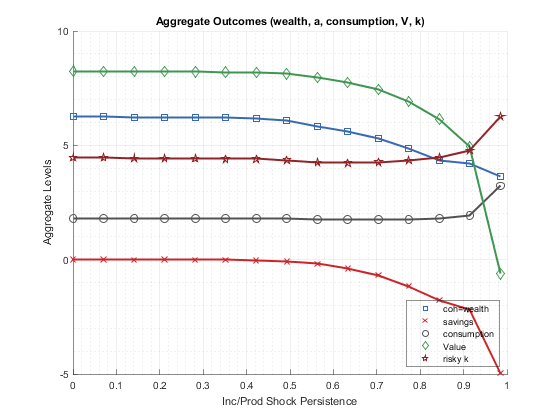 Aggregate Outcomes (wealth, a, consumption, V, k)
10
5
0
-5
Aggregate Levels
0 0.1 0.2 0.3 0.4 0.5 0.6 0.7 0.8 0.9 1
Inc/Prod Shock Persistence
coh=wealth
savings
consumption
Value
risky k